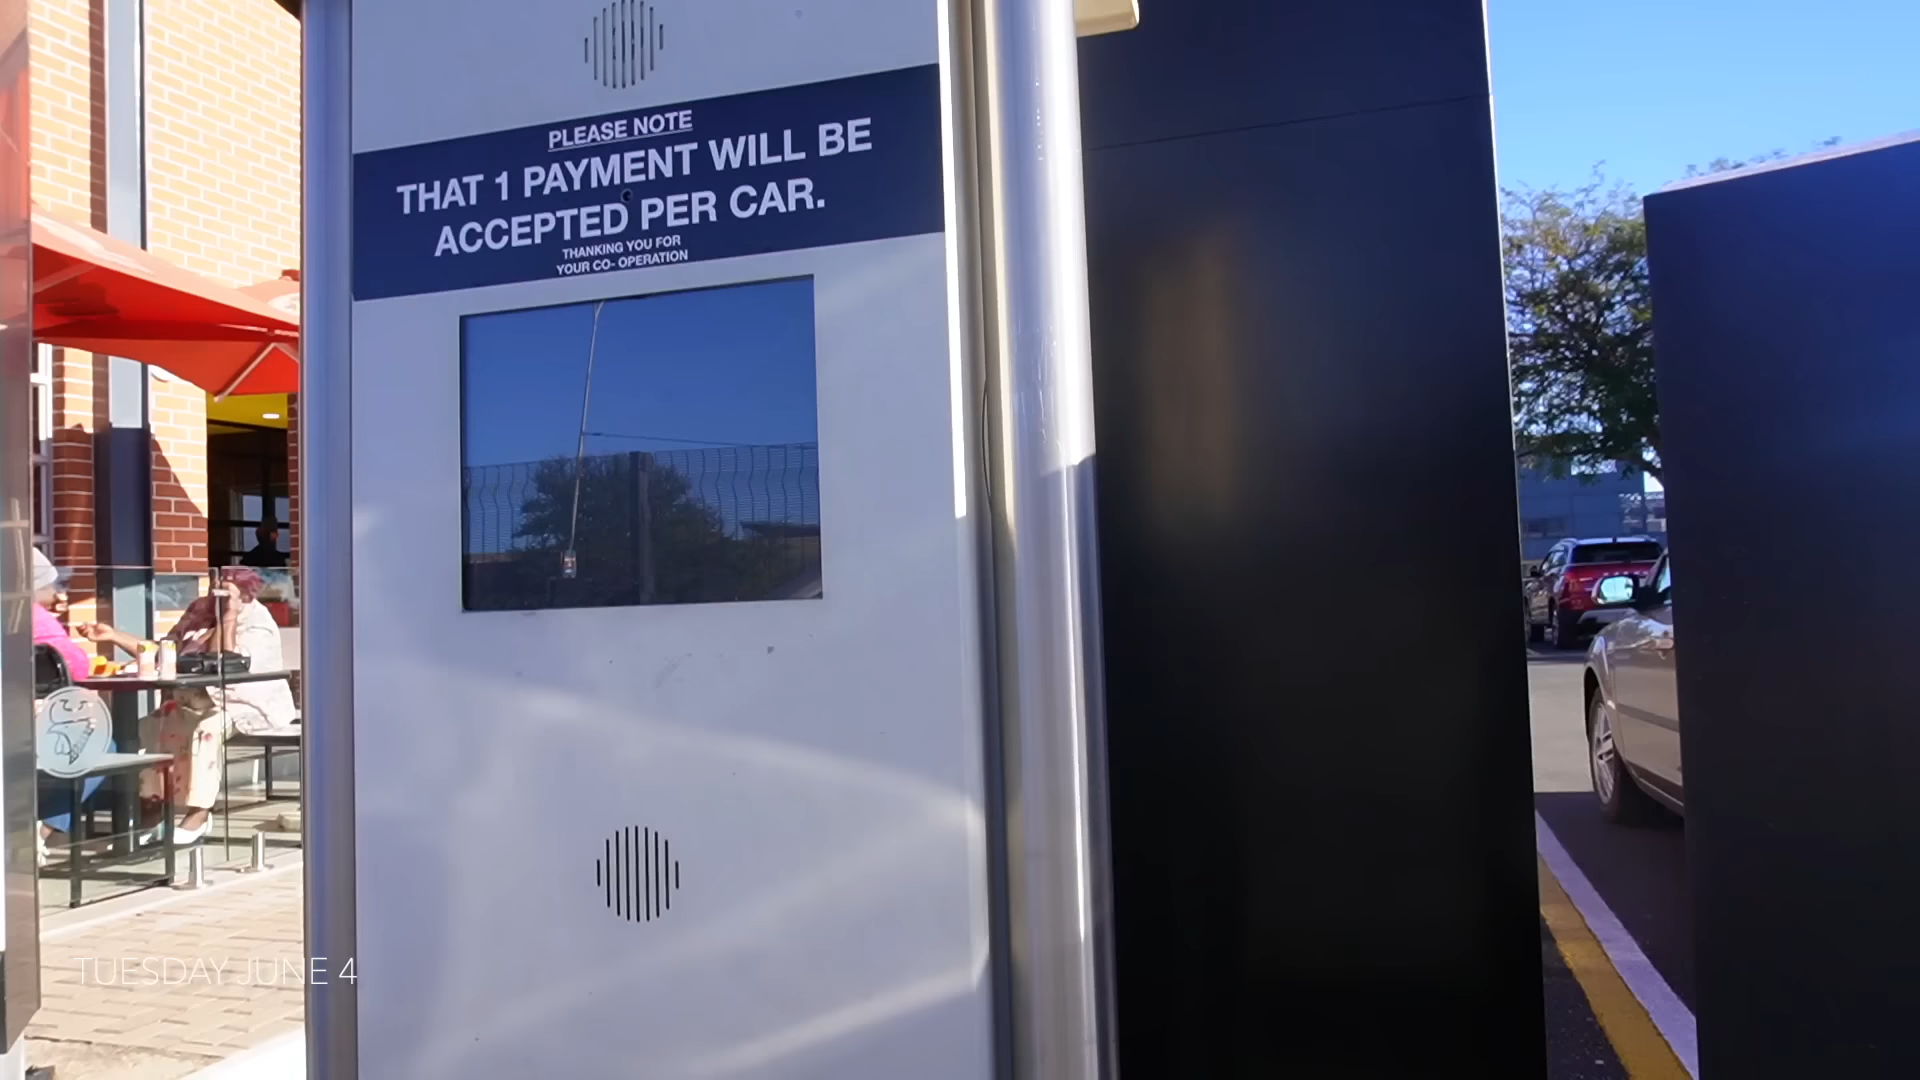 PLEASE NOTE
THAT 1 PAYMENT WILL BE
ACCEPTED PER CAR.
THANKING YOU FOR
YOUR CO- OPERATION
TUESDAY JUNE 4